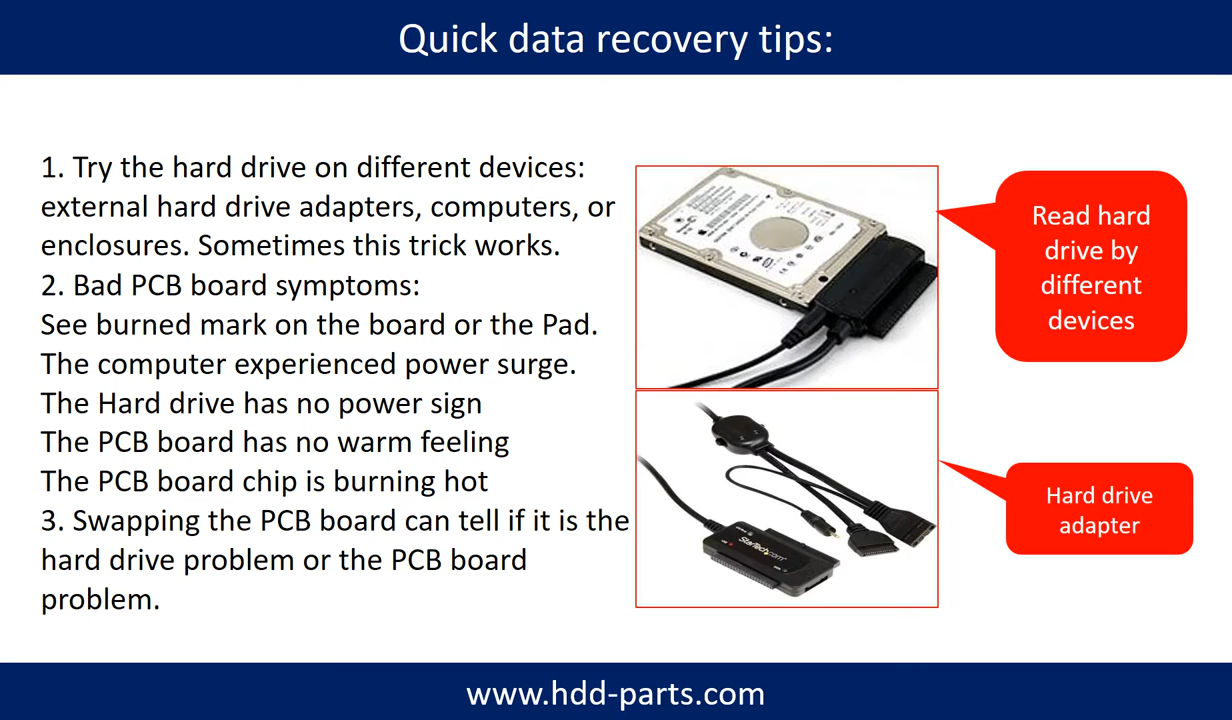 Quick data recovery tips:
1. Try the hard drive on different devices:
external hard drive adapters, computers, or
enclosures. Sometimes this trick works.
2. Bad PCB board symptoms:
See burned mark on the board or the Pad.
The computer experienced power surge.
The Hard drive has no power sign
The PCB board has no warm feeling
The PCB board chip is burning hot
3. Swapping the PCB board can tell if it is the
hard drive problem or the PCB board
problem.
Read hard
drive by
different
devices
StarTech.com
Hard drive
adapter
www.hdd-parts.com